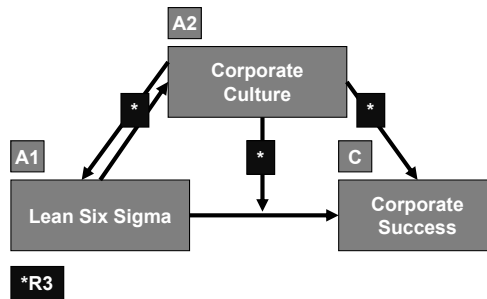 A2
Corporate
Culture
*
*
*
A1
C
Lean Six Sigma
Corporate
Success
*R3